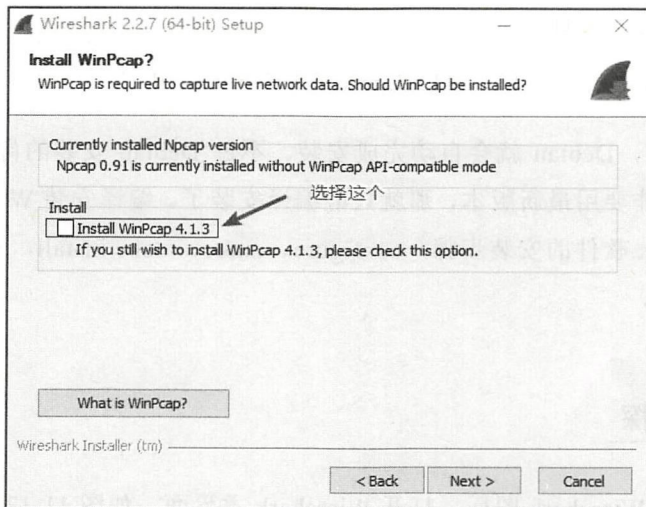 Wireshark 2.2.7 (64-bit) Setup
Install WinPcap?
WinPcap is required to capture live network data. Should WinPcap be installed?
Currently installed Npcap version
Npcap 0.91 is currently installed without WinPcap API-compatible mode
选择这个
Install
Install WinPcap 4.1.3
If you still wish to install WinPcap 4.1.3, please check this option.
What is WinPcap?
Wireshark Installer (tm)
< Back
Next >
Cancel